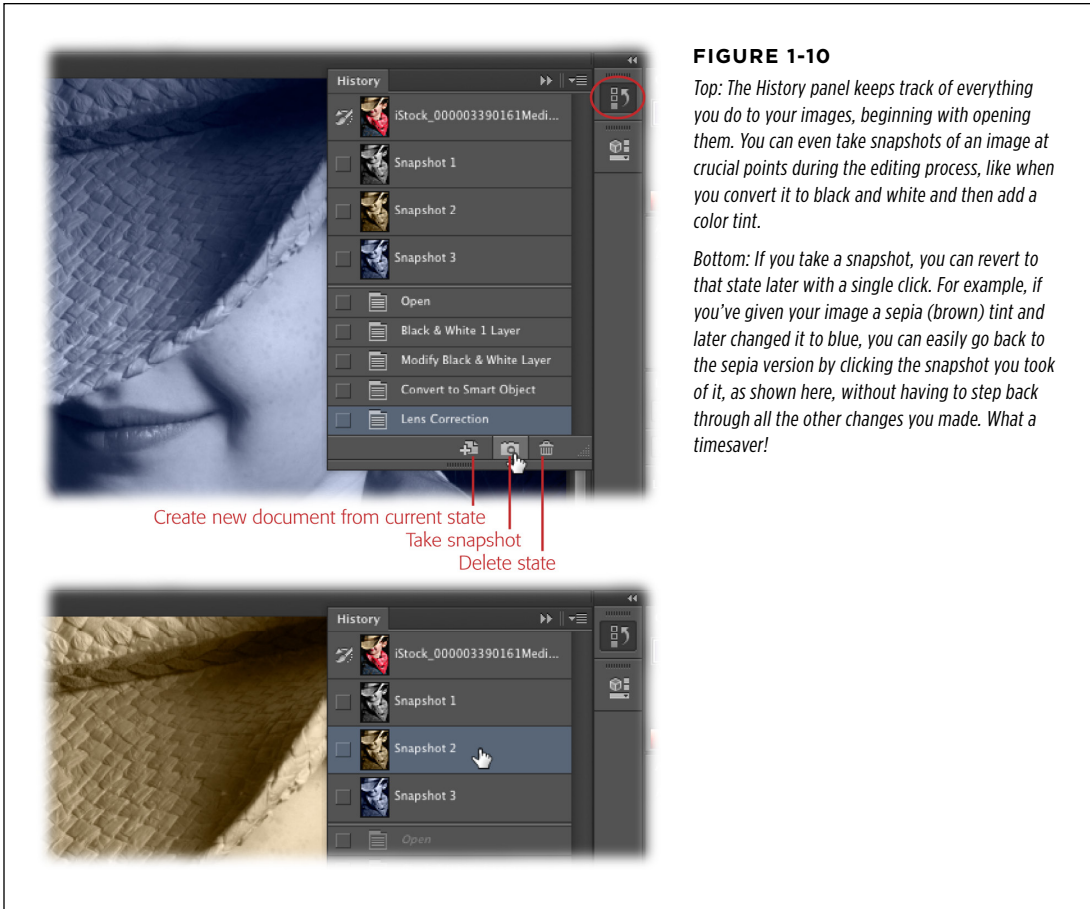 History
iStock_000003390161Medi...
Snapshot 1
Snapshot 2
Snapshot 3
Open
Black & White 1 Layer
Modify Black & White Layer
Convert to Smart Object
Lens Correction
Create new document from current state
Take snapshot
Delete state
History
iStock_000003390161Medi...
Snapshot 1
Snapshot 2
Snapshot 3
Open
FIGURE 1-10
Top: The History panel keeps track of everything
you do to your images, beginning with opening
them. You can even take snapshots of an image at
crucial points during the editing process, like when
you convert it to black and white and then add a
color tint.
Bottom: If you take a snapshot, you can revert to
that state later with a single click. For example, if
you've given your image a sepia (brown) tint and
later changed it to blue, you can easily go back to
the sepia version by clicking the snapshot you took
of it, as shown here, without having to step back
through all the other changes you made. What a
timesaver!